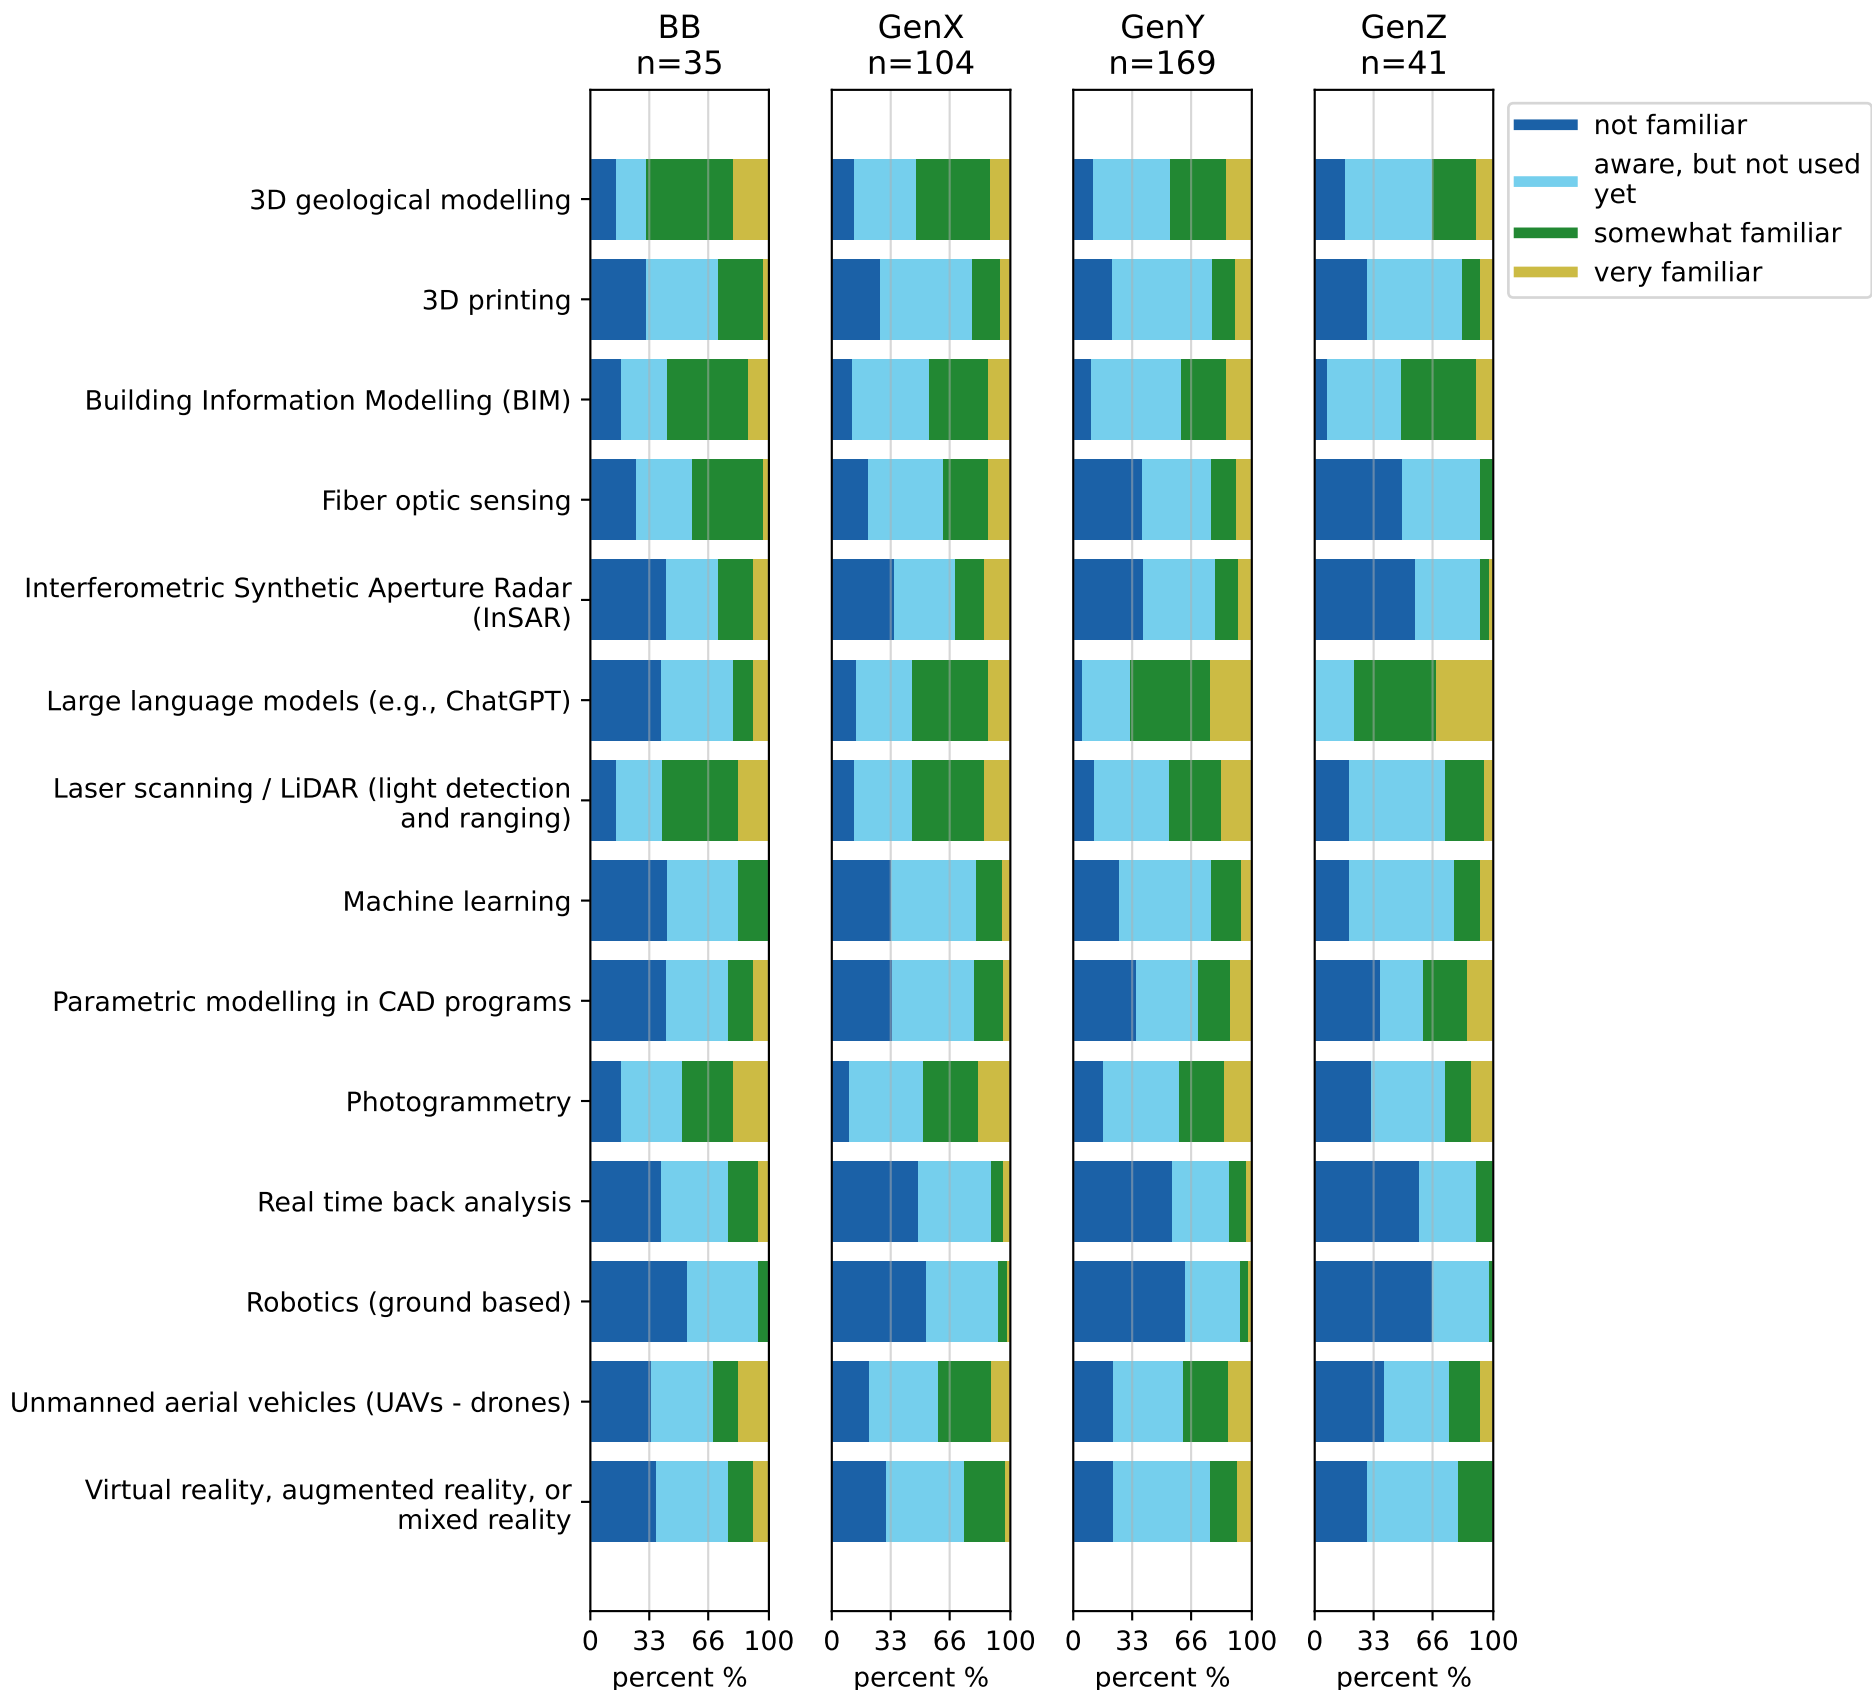 BB
n=35
GenX
n=104
GenY
n=169
GenZ
n=41
not familiar
aware, but not used
yet
somewhat familiar
very familiar
3D geological modelling
3D printing
Building Information Modelling (BIM)
Fiber optic sensing
Interferometric Synthetic Aperture Radar
(InSAR)
Large language models (e.g., ChatGPT)
Laser scanning / LiDAR (light detection
and ranging)
Machine learning
Parametric modelling in CAD programs
Photogrammetry
Real time back analysis
Robotics (ground based)
Unmanned aerial vehicles (UAVs - drones)
Virtual reality, augmented reality, or
mixed reality
0 33 66 100
percent %
0 33 66 100
percent %
0 33 66 100
percent %
0 33 66 100
percent %